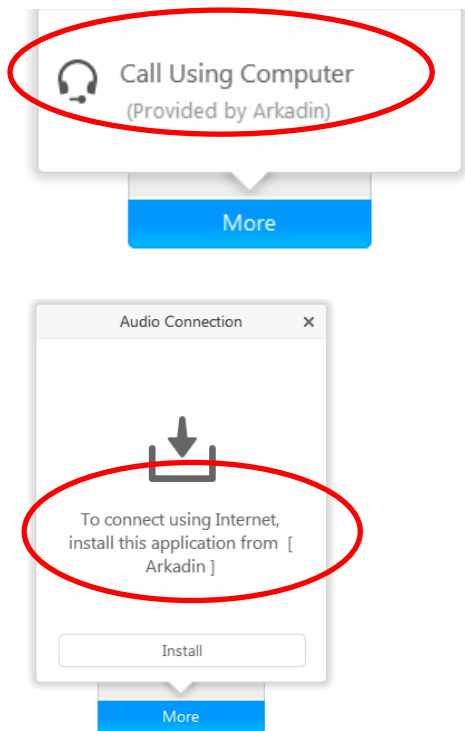 Call Using Computer
(Provided by Arkadin)
More
Audio Connection ×
To connect using Internet,
install this application from [
Arkadin ]
Install
More